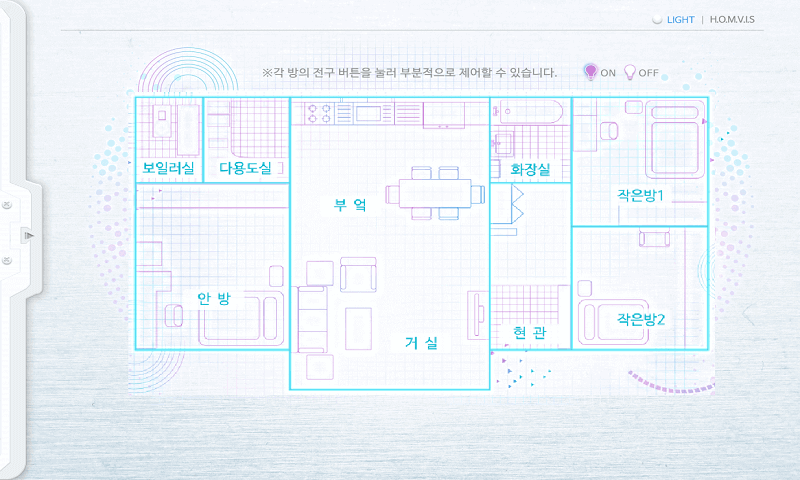 LIGHT | H.O.M.V.I.S
※각 방의 전구 버튼을 눌러 부분적으로 제어할 수 있습니다. ON OFF
보일러실
다용도실
화장실
작은방1
부 엌
안 방
작은방2
현 관
거 실